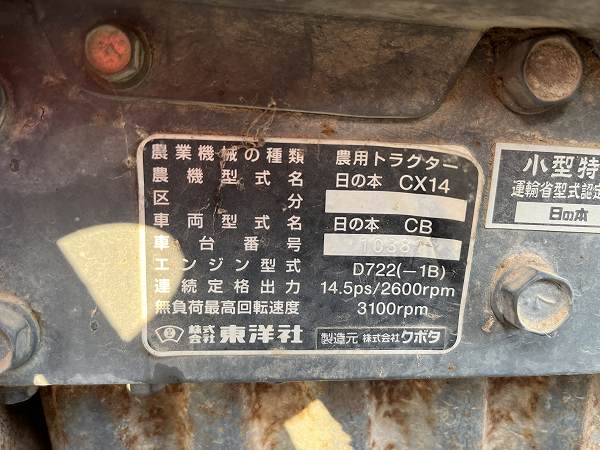 農業機械の種類 農用トラクター
農機型式名 日の本 CX14
区分
車両型式名 日の本 CB
車台番号
エンジン型式 D722(-1B)
連続定格出力 14.5ps/2600rpm
無負荷最高回転速度 3100rpm
株式会社 東洋社 製造元 株式会社クボタ
小型特
運輸省型式認定
日の本